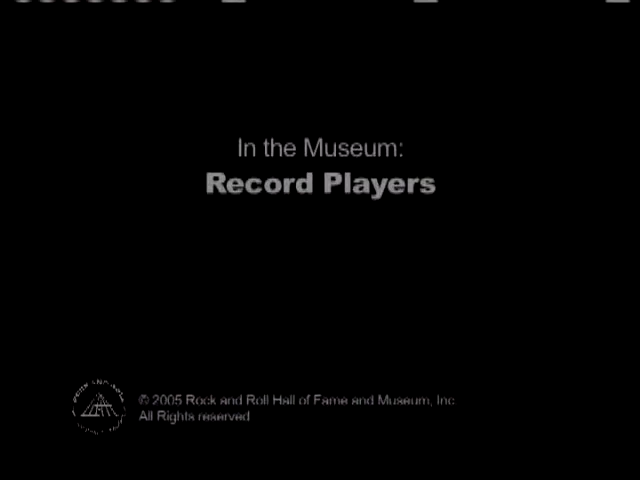 In the Museum:
Record Players
© 2005 Rock and Roll Hall of Fame and Museum, Inc
All Rights reserved